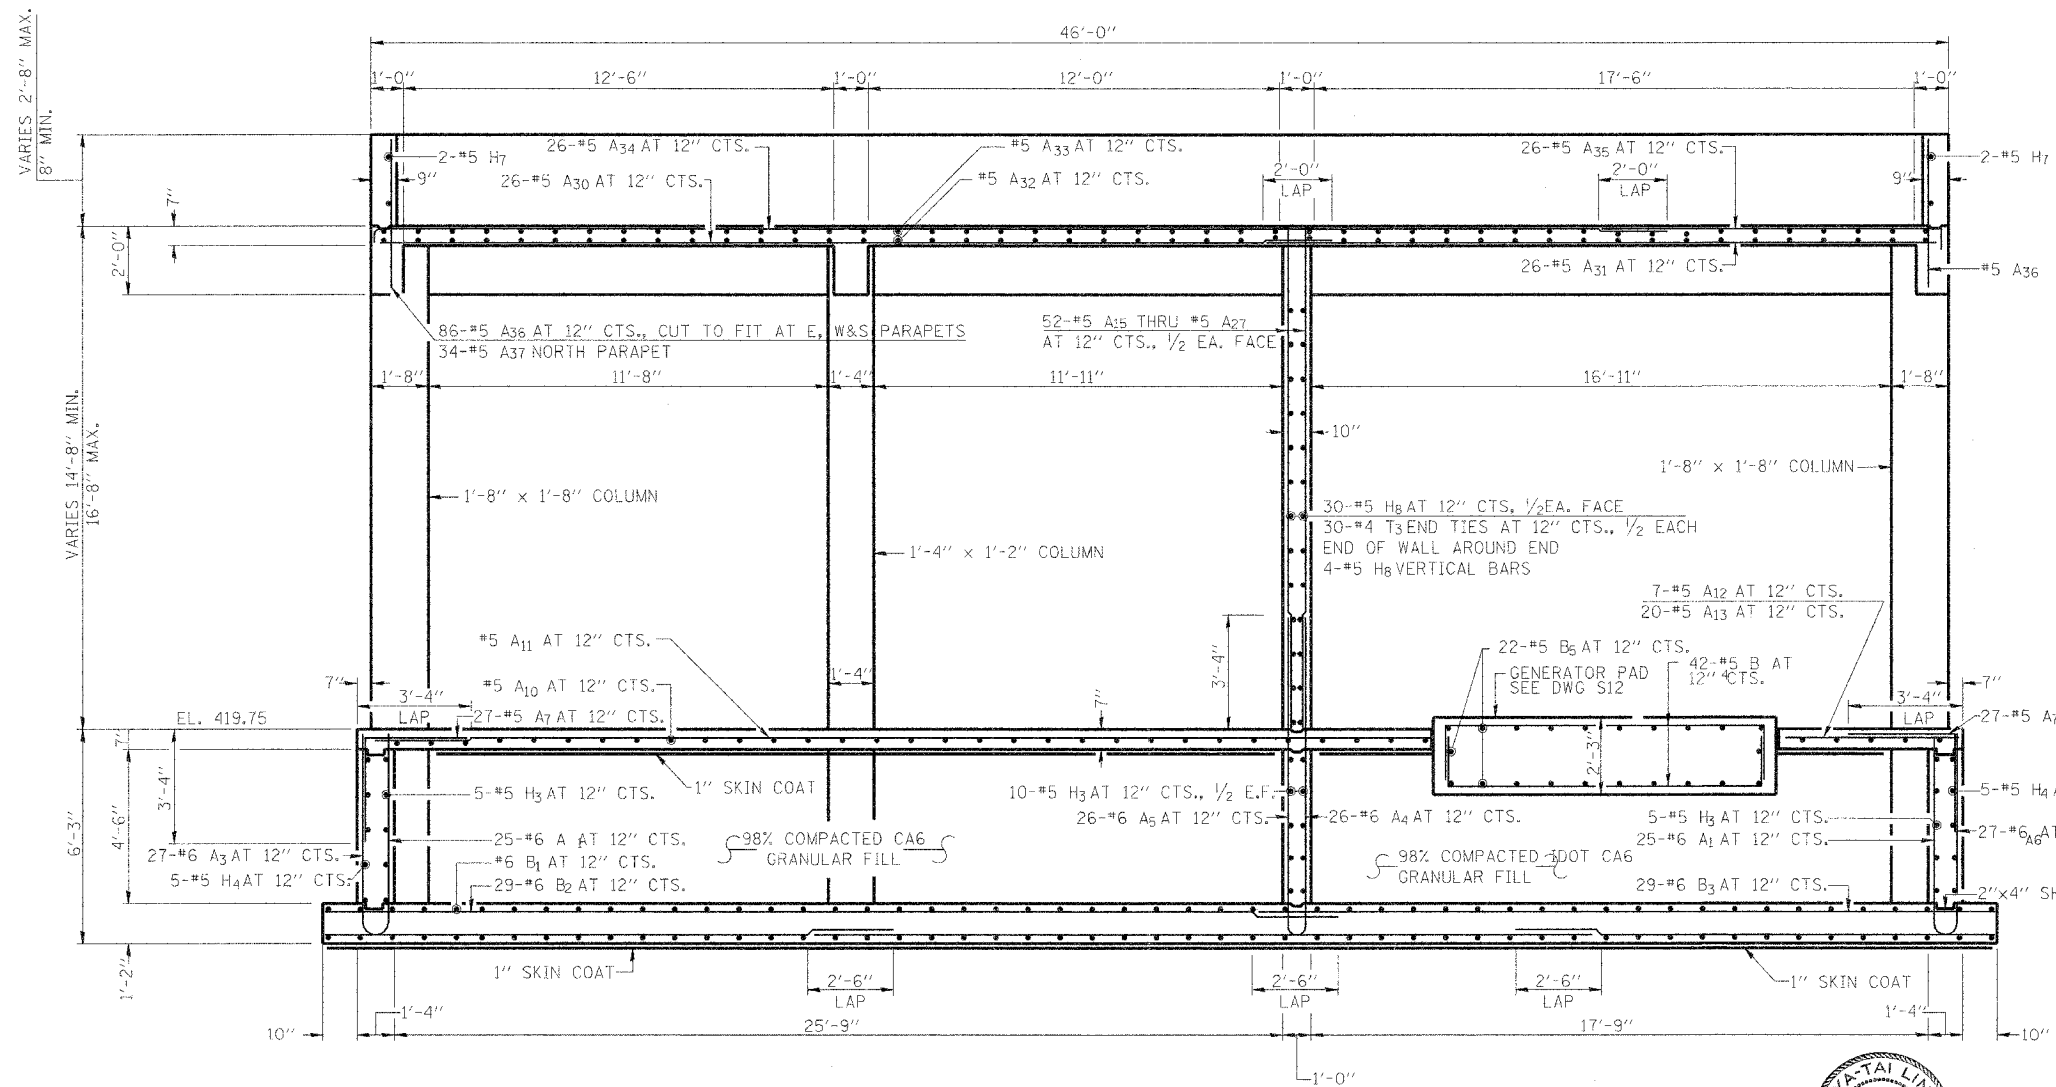 46'-0"
1'-0" 12'-6" 1'-0" 12'-0" 1'-0" 17'-6" 1'-0"
VARIES 2'-8" MAX.
8" MIN.
2-#5 H7
26-#5 A34 AT 12" CTS.
#5 A33 AT 12" CTS.
26-#5 A35 AT 12" CTS.
2-#5 H7
9"
26-#5 A30 AT 12" CTS.
#5 A32 AT 12" CTS.
2'-0"
LAP
2'-0"
LAP
9"
7"
2'-0"
26-#5 A31 AT 12" CTS.
#5 A36
86-#5 A36 AT 12" CTS., CUT TO FIT AT E, W&S PARAPETS
34-#5 A37 NORTH PARAPET
52-#5 A15 THRU #5 A27
AT 12" CTS., 1/2 EA. FACE
1'-8" 11'-8" 1'-4" 11'-11" 16'-11" 1'-8"
VARIES 14'-8" MIN.
16'-8" MAX.
10"
1'-8" x 1'-8" COLUMN
1'-8" x 1'-8" COLUMN
30-#5 H8 AT 12" CTS. 1/2EA. FACE
30-#4 T3 END TIES AT 12" CTS., 1/2 EACH
END OF WALL AROUND END
4-#5 H8 VERTICAL BARS
1'-4" x 1'-2" COLUMN
7-#5 A12 AT 12" CTS.
20-#5 A13 AT 12" CTS.
#5 A11 AT 12" CTS.
3'-4"
22-#5 B5 AT 12" CTS.
GENERATOR PAD
SEE DWG S12
42-#5 B4 AT
12" CTS.
7"
#5 A10 AT 12" CTS.
1'-4"
7"
3'-4"
LAP
3'-4"
LAP
EL. 419.75
27-#5 A7 AT 12" CTS.
7"
27-#5 A7
7"
2'-3"
1" SKIN COAT
5-#5 H3 AT 12" CTS.
10-#5 H3 AT 12" CTS., 1/2 E.F.
5-#5 H4 A
3'-4"
4'-6"
6'-3"
26-#6 A5 AT 12" CTS.
26-#6 A4 AT 12" CTS.
5-#5 H3 AT 12" CTS.
25-#6 A1 AT 12" CTS.
98% COMPACTED CA6
GRANULAR FILL
25-#6 A1 AT 12" CTS.
27-#6 A6 AT
27-#6 A3 AT 12" CTS.
#6 B1 AT 12" CTS.
98% COMPACTED IDOT CA6
GRANULAR FILL
5-#5 H4 AT 12" CTS.
29-#6 B2 AT 12" CTS.
29-#6 B3 AT 12" CTS.
2"x4" SH
1'-2"
1" SKIN COAT
2'-6"
LAP
2'-6"
LAP
2'-6"
LAP
1" SKIN COAT
10" 1'-4" 25'-9" 17'-9" 1'-4" 10"
1'-0"
A-TAI LIN